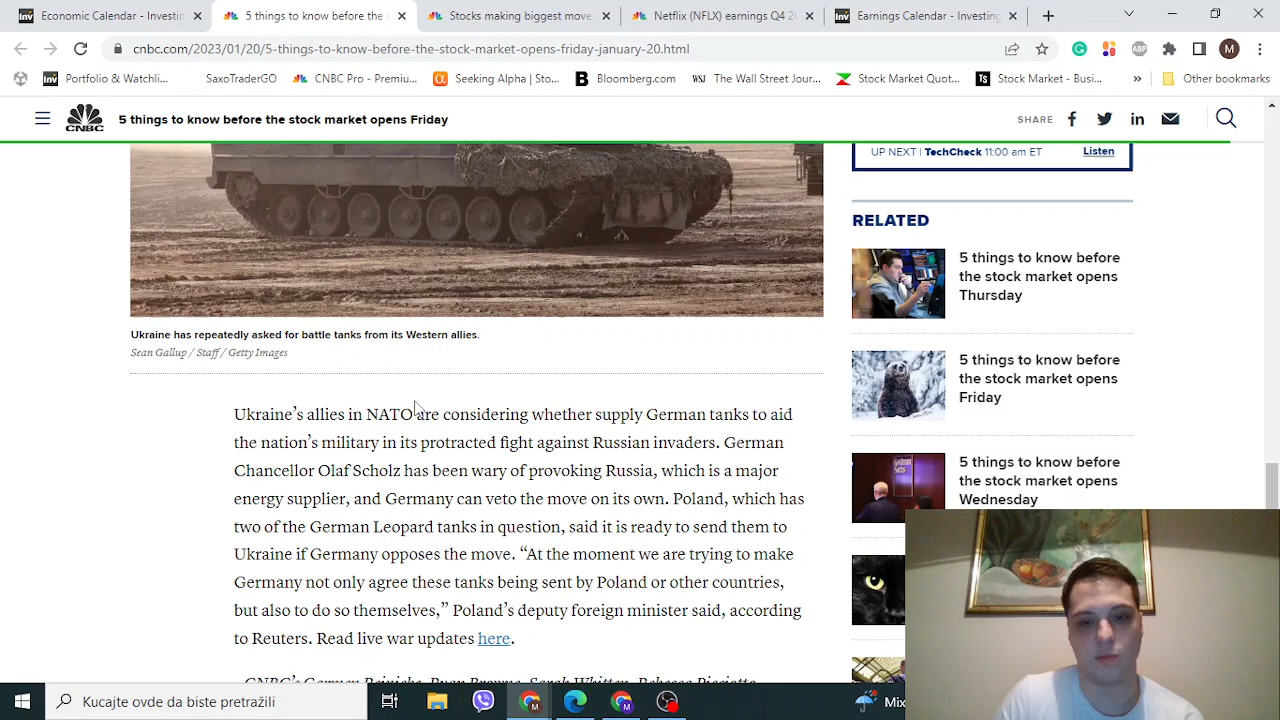 Economic Calendar - Investin
5 things to know before the s
Stocks making biggest move
Netflix (NFLX) earnings Q4 20
Earnings Calendar - Investing
cnbc.com/2023/01/20/5-things-to-know-before-the-stock-market-opens-friday-january-20.html
Portfolio & Watchli...
SaxoTraderGO
CNBC Pro - Premiu...
Seeking Alpha | Sto...
Bloomberg.com
The Wall Street Jour...
Stock Market Quot...
Stock Market - Busi...
Other bookmarks
CNBC
5 things to know before the stock market opens Friday
SHARE
UP NEXT | TechCheck 11:00 am ET
Listen
Ukraine has repeatedly asked for battle tanks from its Western allies.
Sean Gallup / Staff / Getty Images
Ukraine’s allies in NATO are considering whether supply German tanks to aid
the nation’s military in its protracted fight against Russian invaders. German
Chancellor Olaf Scholz has been wary of provoking Russia, which is a major
energy supplier, and Germany can veto the move on its own. Poland, which has
two of the German Leopard tanks in question, said it is ready to send them to
Ukraine if Germany opposes the move. “At the moment we are trying to make
Germany not only agree these tanks being sent by Poland or other countries,
but also to do so themselves,” Poland’s deputy foreign minister said, according
to Reuters. Read live war updates here.
RELATED
5 things to know before
the stock market opens
Thursday
5 things to know before
the stock market opens
Friday
5 things to know before
the stock market opens
Wednesday
Kucajte ovda da biste pretražili
Mix